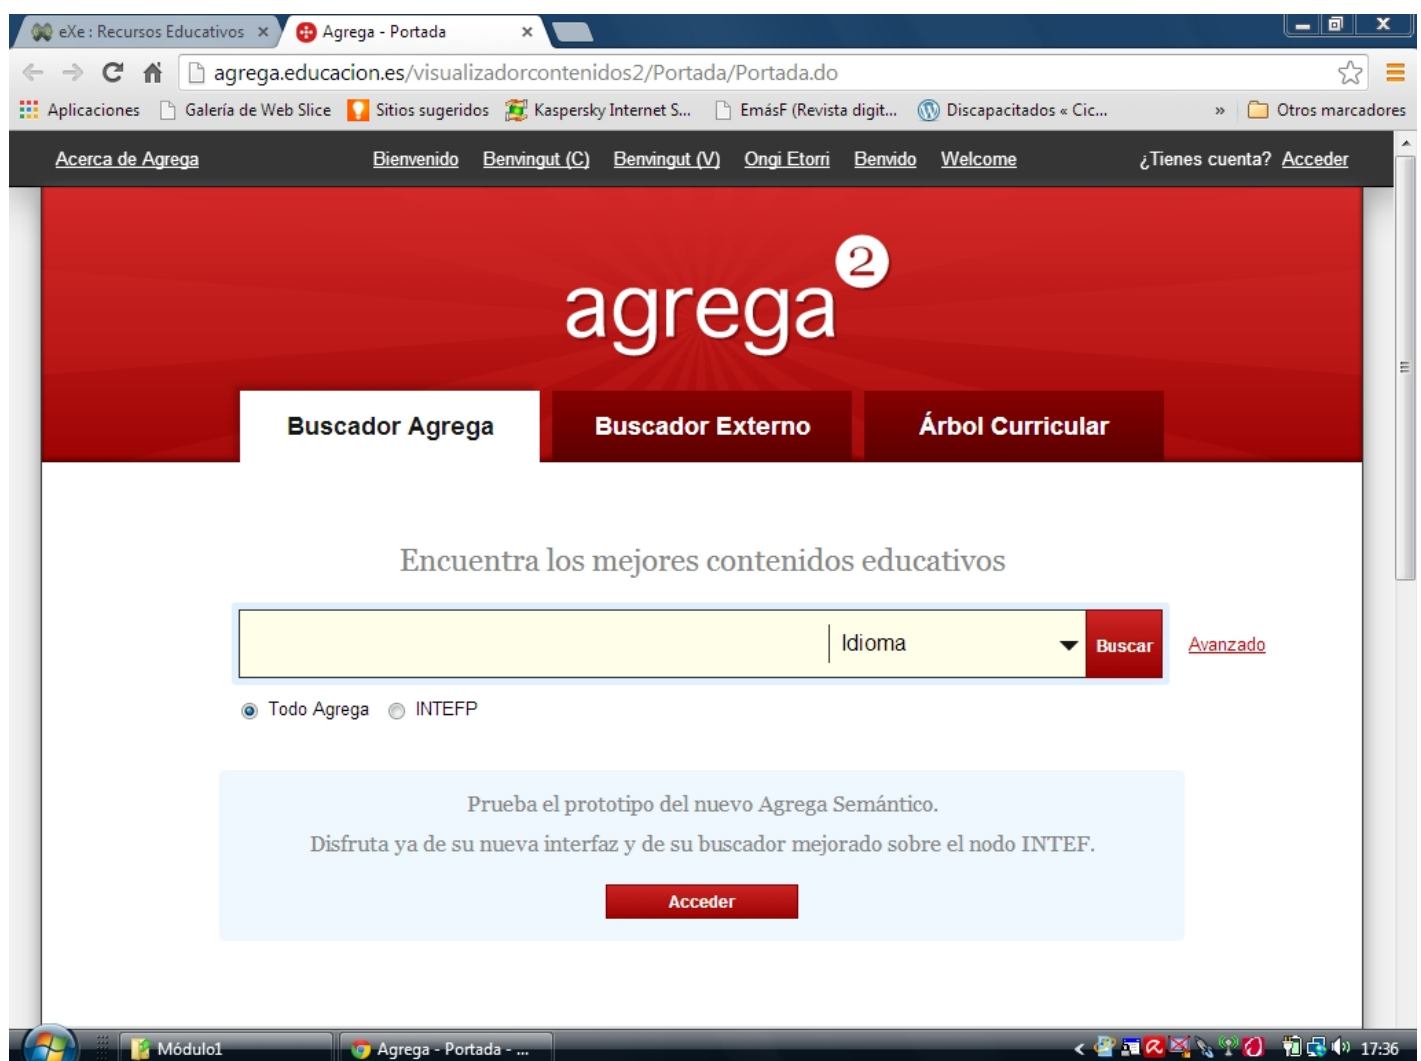 eXe : Recursos Educativos
Agrega - Portada
agrega.educacion.es/visualizadorcontenidos2/Portada/Portada.do
Aplicaciones Galería de Web Slice Sitios sugeridos Kaspersky Internet S... EmásF (Revista digit... Discapacitados « Cic... » Otros marcadores
Acerca de Agrega Bienvenido Benvingut (C) Benvingut (V) Ongi Etorri Benvido Welcome ¿Tienes cuenta? Acceder
agrega 2
Buscador Agrega Buscador Externo Árbol Curricular
Encuentra los mejores contenidos educativos
Idioma Buscar Avanzado
Todo Agrega INTEFP
Prueba el prototipo del nuevo Agrega Semántico.
Disfruta ya de su nueva interfaz y de su buscador mejorado sobre el nodo INTEF.
Acceder
Módulo1 Agrega - Portada - ... 17:36